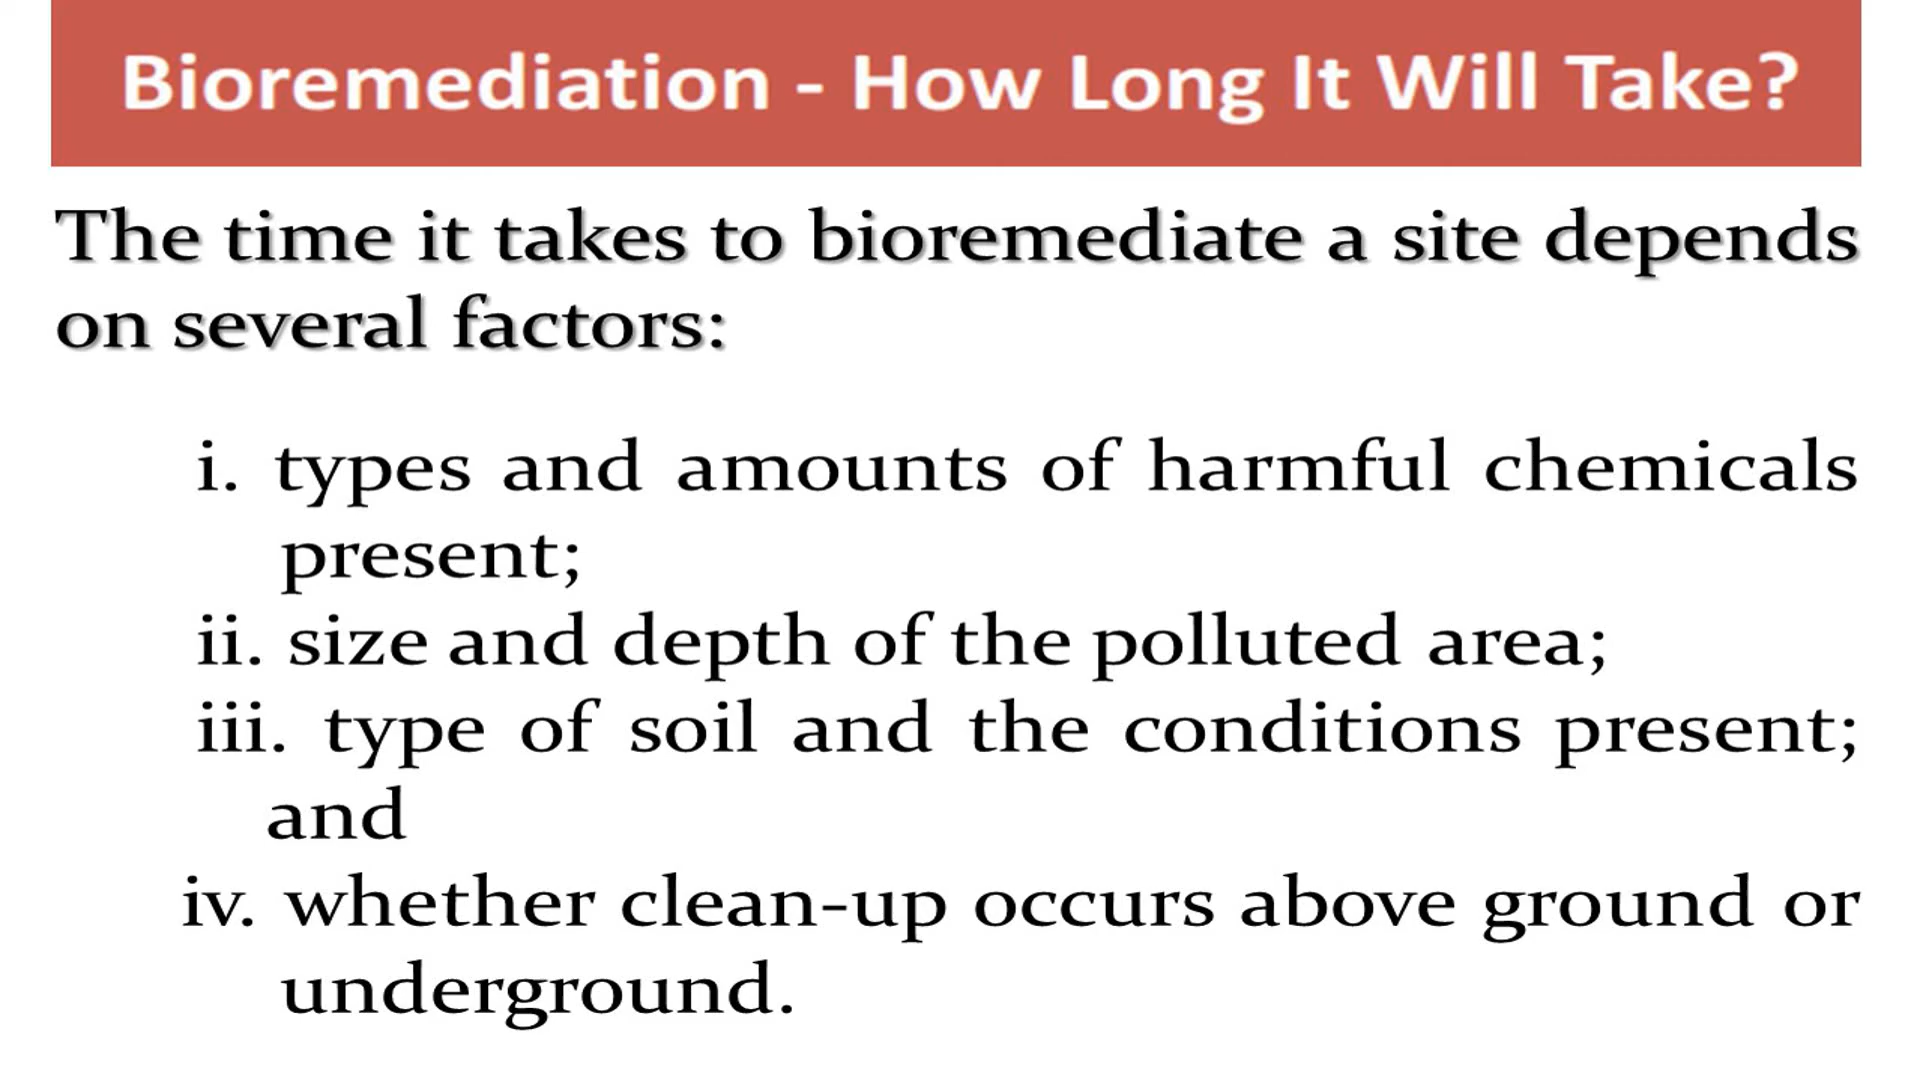 Bioremediation - How Long It Will Take?
The time it takes to bioremediate a site depends
on several factors:
i. types and amounts of harmful chemicals
present;
ii. size and depth of the polluted area;
iii. type of soil and the conditions present;
and
iv. whether clean-up occurs above ground or
underground.